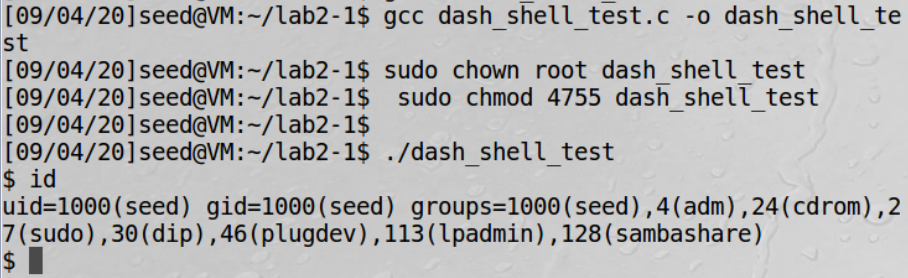 [09/04/20]seed@VM:~/lab2-1$ gcc dash_shell_test.c -o dash_shell_te
st
[09/04/20]seed@VM:~/lab2-1$ sudo chown root dash_shell_test
[09/04/20]seed@VM:~/lab2-1$  sudo chmod 4755 dash_shell_test
[09/04/20]seed@VM:~/lab2-1$
[09/04/20]seed@VM:~/lab2-1$ ./dash_shell_test
$ id
uid=1000(seed) gid=1000(seed) groups=1000(seed),4(adm),24(cdrom),2
7(sudo),30(dip),46(plugdev),113(lpadmin),128(sambashare)
$